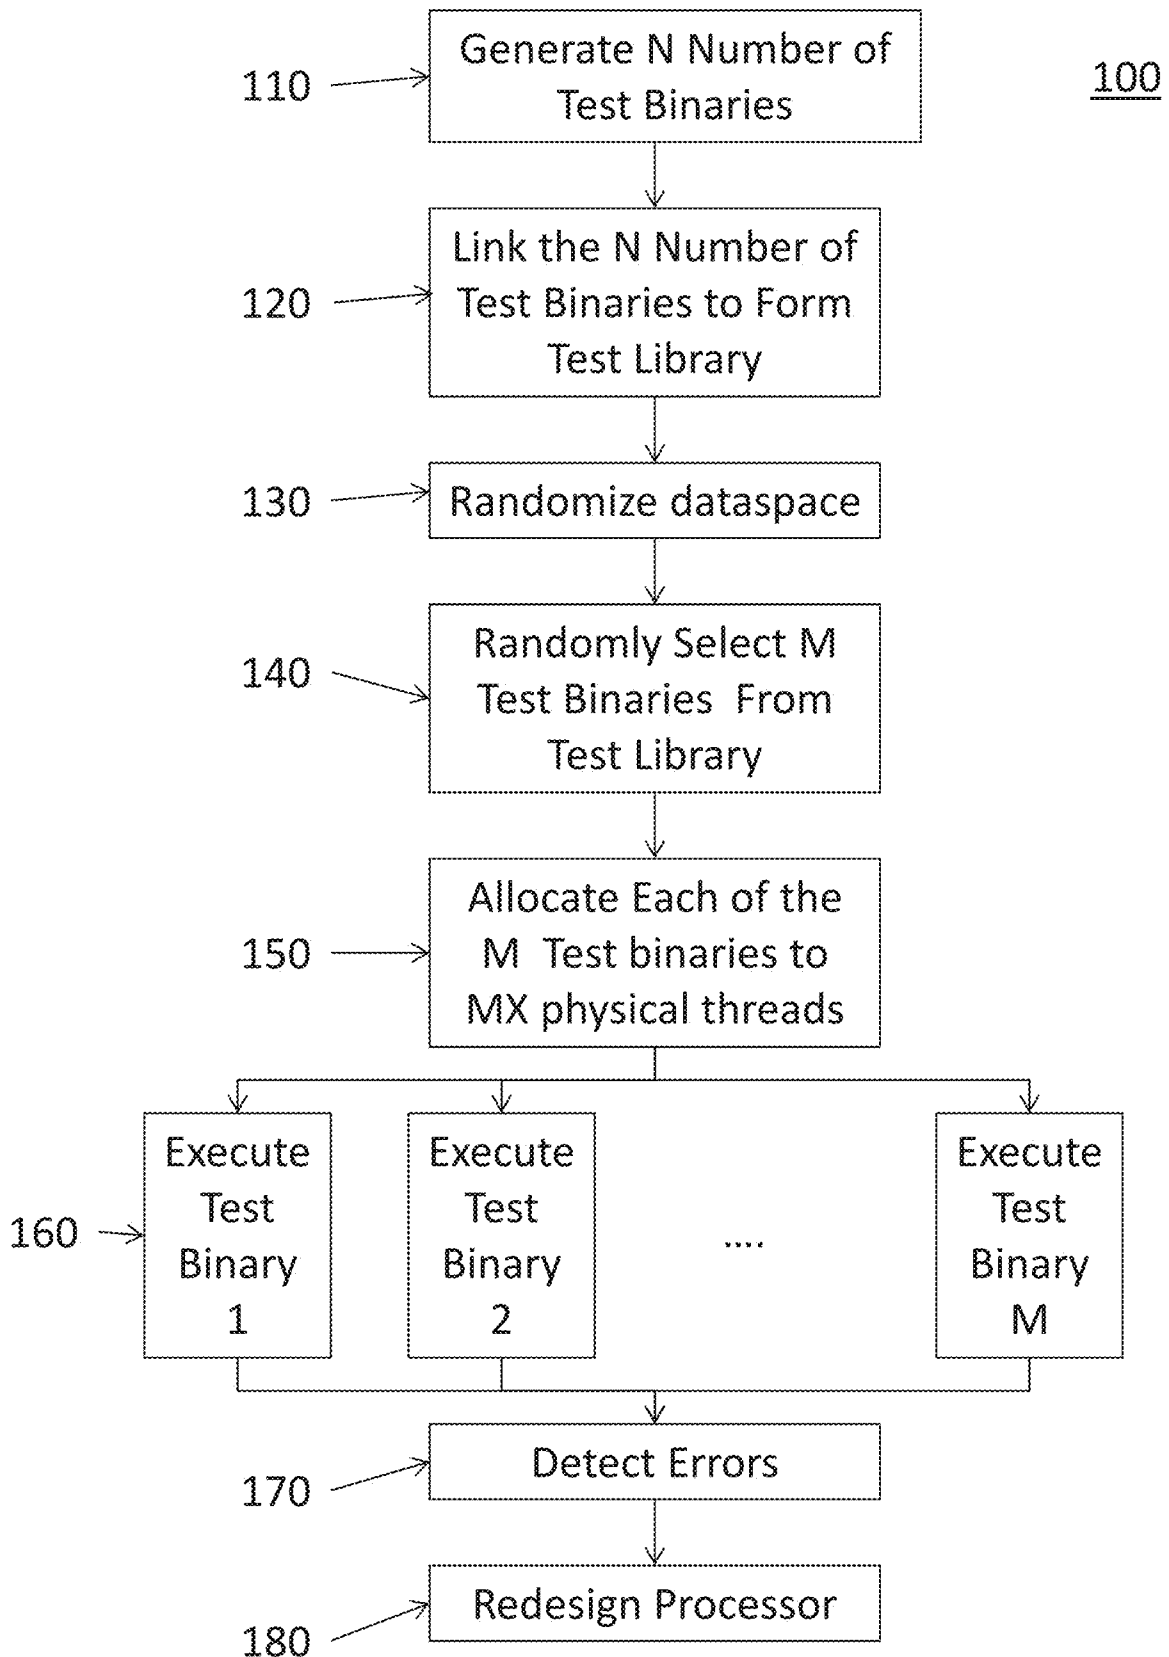 Generate N Number of
Test Binaries
110
100
Link the N Number of
Test Binaries to Form
Test Library
120
Randomize dataspace
130
Randomly Select M
Test Binaries From
Test Library
140
Allocate Each of the
M Test binaries to
MX physical threads
150
Execute
Test
Binary
1
160
Execute
Test
Binary
2
....
Execute
Test
Binary
M
Detect Errors
170
Redesign Processor
180